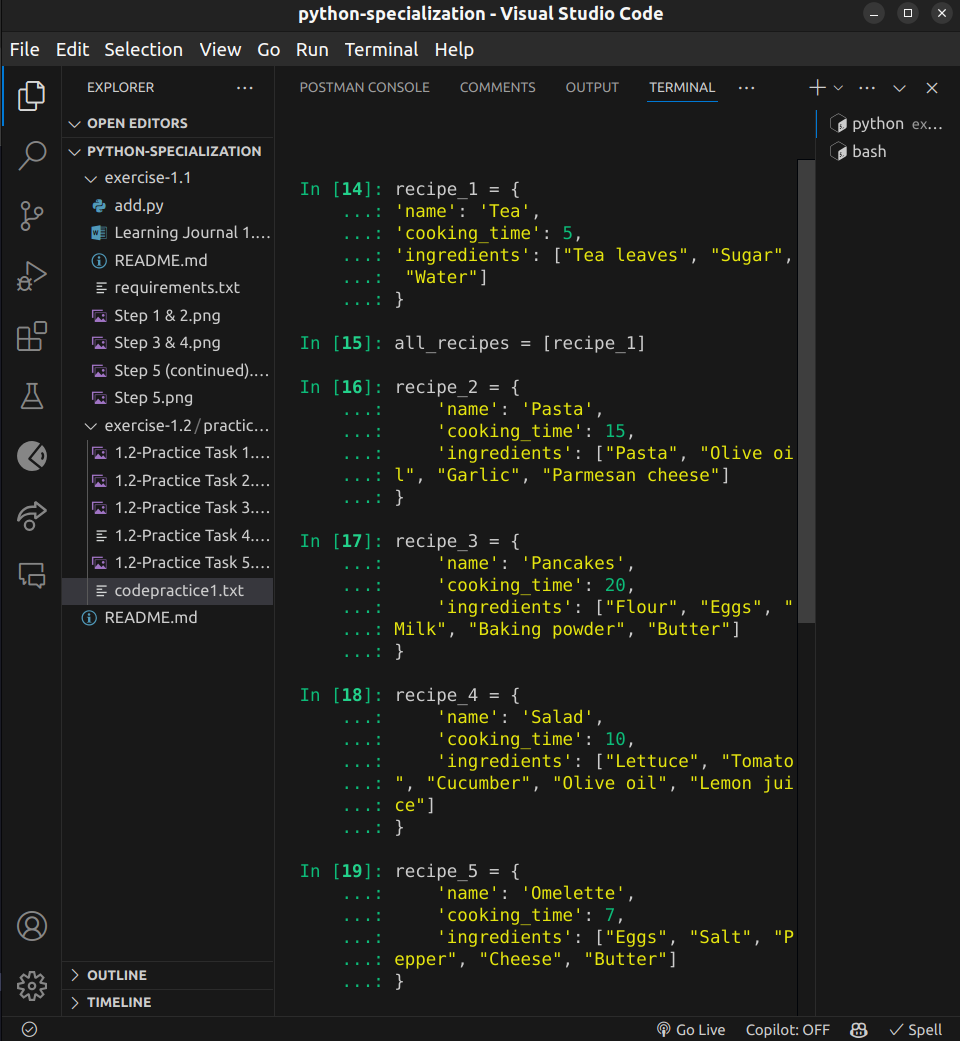 python-specialization - Visual Studio Code
File Edit Selection View Go Run Terminal Help
EXPLORER
OPEN EDITORS
PYTHON-SPECIALIZATION
exercise-1.1
add.py
Learning Journal 1....
README.md
requirements.txt
Step 1 & 2.png
Step 3 & 4.png
Step 5 (continued)....
Step 5.png
exercise-1.2 / practic...
1.2-Practice Task 1....
1.2-Practice Task 2....
1.2-Practice Task 3....
1.2-Practice Task 4....
1.2-Practice Task 5....
codepractice1.txt
README.md
OUTLINE
TIMELINE
POSTMAN CONSOLE COMMENTS OUTPUT TERMINAL
In [14]: recipe_1 = {
...: 'name': 'Tea',
...: 'cooking_time': 5,
...: 'ingredients': ["Tea leaves", "Sugar",
...:  "Water"]
...: }
In [15]: all_recipes = [recipe_1]
In [16]: recipe_2 = {
...:     'name': 'Pasta',
...:     'cooking_time': 15,
...:     'ingredients': ["Pasta", "Olive oi
...: l", "Garlic", "Parmesan cheese"]
...: }
In [17]: recipe_3 = {
...:     'name': 'Pancakes',
...:     'cooking_time': 20,
...:     'ingredients': ["Flour", "Eggs", "
...: Milk", "Baking powder", "Butter"]
...: }
In [18]: recipe_4 = {
...:     'name': 'Salad',
...:     'cooking_time': 10,
...:     'ingredients': ["Lettuce", "Tomato
...: ", "Cucumber", "Olive oil", "Lemon jui
...: ce"]
...: }
In [19]: recipe_5 = {
...:     'name': 'Omelette',
...:     'cooking_time': 7,
...:     'ingredients': ["Eggs", "Salt", "P
...: epper", "Cheese", "Butter"]
...: }
python ex...
bash
Go Live Copilot: OFF Spell